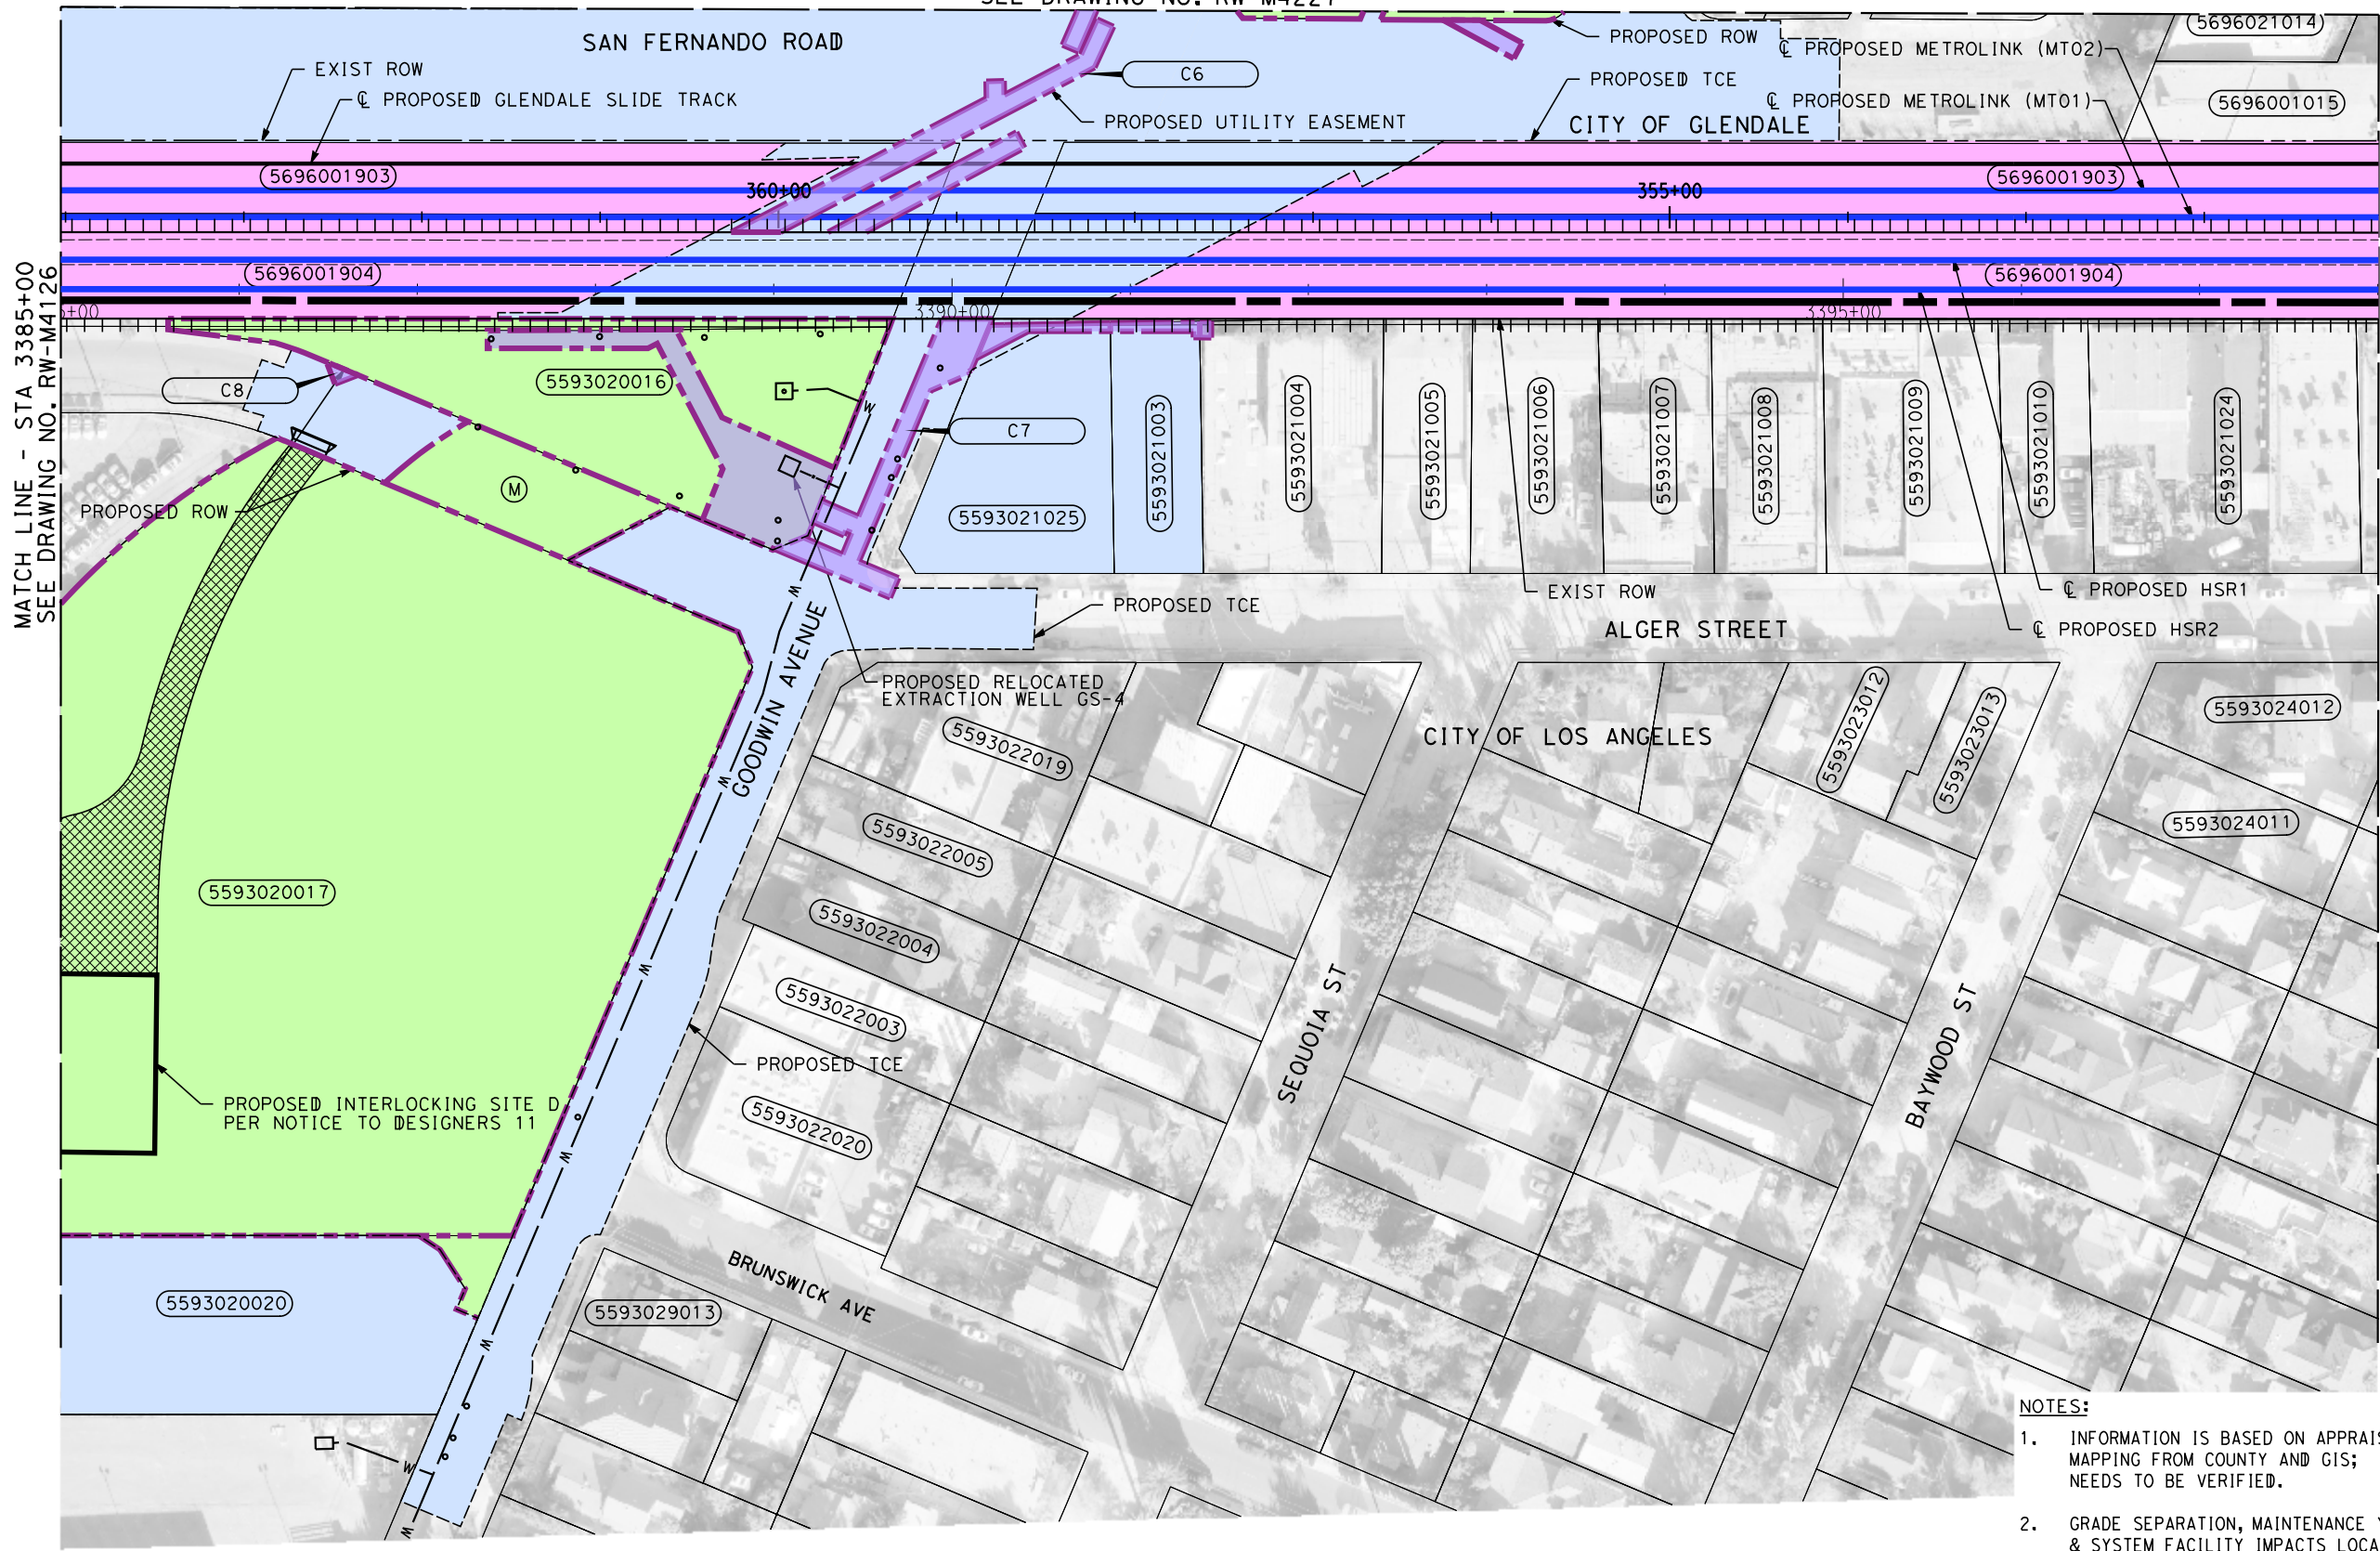 SEE DRAWING NO. RW-M4227
SAN FERNANDO ROAD
EXIST ROW
℄ PROPOSED GLENDALE SLIDE TRACK
C6
PROPOSED UTILITY EASEMENT
PROPOSED ROW
℄ PROPOSED METROLINK (MT02)
PROPOSED TCE
℄ PROPOSED METROLINK (MT01)
CITY OF GLENDALE
5696021014
5696001015
5696001903
360+00
355+00
5696001903
5696001904
5696001904
5+00
3390+00
3395+00
MATCH LINE - STA 3385+00
SEE DRAWING NO. RW-M4126
C8
5593020016
W
C7
M
PROPOSED ROW
5593021025
5593021003
5593021004
5593021005
5593021006
5593021007
5593021008
5593021009
5593021010
5593021024
PROPOSED TCE
EXIST ROW
℄ PROPOSED HSR1
℄ PROPOSED HSR2
ALGER STREET
W
GOODWIN AVENUE
PROPOSED RELOCATED
EXTRACTION WELL GS-4
CITY OF LOS ANGELES
5593022019
5593023012
5593023013
5593024012
5593024011
W
5593022005
5593022004
5593020017
5593022003
W
SEQUOIA ST
BAYWOOD ST
PROPOSED TCE
PROPOSED INTERLOCKING SITE D
PER NOTICE TO DESIGNERS 11
5593022020
W
BRUNSWICK AVE
5593020020
5593029013
W
W
W
NOTES:
1. INFORMATION IS BASED ON APPRAIS
MAPPING FROM COUNTY AND GIS;
NEEDS TO BE VERIFIED.
2. GRADE SEPARATION, MAINTENANCE Y
& SYSTEM FACILITY IMPACTS LOCA